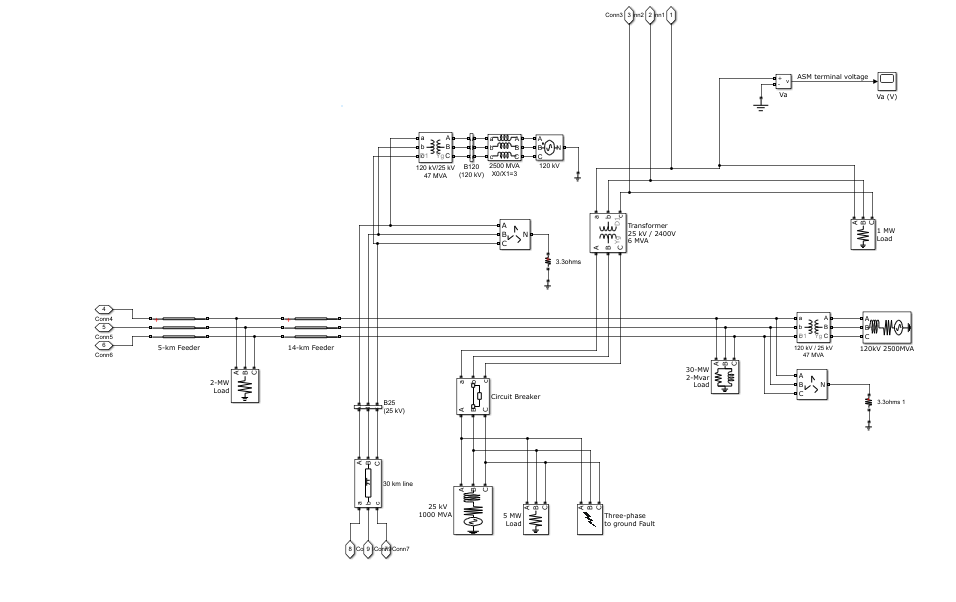 Conn3
3
nn2
2
nn1
1
ASM terminal voltage
+
-
v
Va
Va (V)
a
b
A
B
C
A
B
C
A
B
C
N
120 kV/25 kV
47 MVA
B120
(120 kV)
2500 MVA
X0/X1=3
120 kV
A
B
C
N
3.3ohms
a
b
c
A
B
C
Transformer
25 kV / 2400V
6 MVA
A
B
C
1 MW
Load
4
Conn4
5
Conn5
6
Conn6
5-km Feeder
14-km Feeder
A
B
C
2-MW
Load
a
b
A
B
C
A
B
C
120 kV / 25 kV
47 MVA
120kV 2500MVA
A
B
C
30-MW
2-Mvar
Load
A
B
C
N
3.3ohms 1
a
b
c
A
B
C
Circuit Breaker
B25
(25 kV)
A
B
C
a
b
c
30 km line
A
B
C
25 kV
1000 MVA
A
B
C
5 MW
Load
A
B
C
Three-phase
to ground Fault
8
9
Conn7